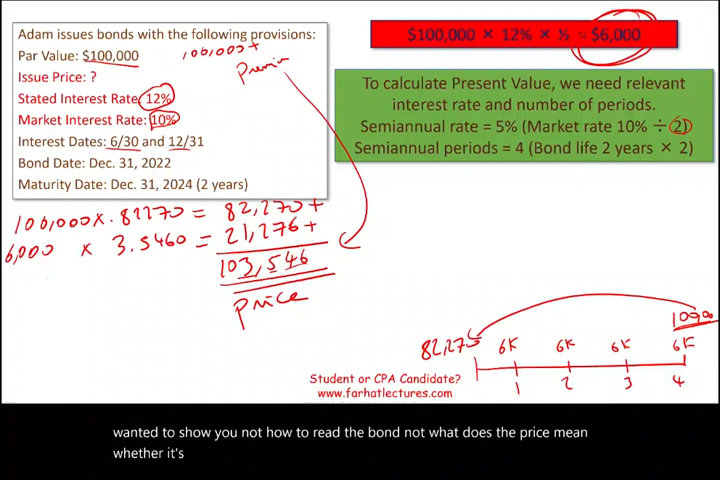 Adam issues bonds with the following provisions:
Par Value: $100,000
100,000+
Premium
Issue Price: ?
Stated Interest Rate: 12%
Market Interest Rate: 10%
Interest Dates: 6/30 and 12/31
Bond Date: Dec. 31, 2022
Maturity Date: Dec. 31, 2024 (2 years)
$100,000 × 12% × ½ = $6,000
To calculate Present Value, we need relevant
interest rate and number of periods.
Semiannual rate = 5% (Market rate 10% ÷ 2)
Semiannual periods = 4 (Bond life 2 years × 2)
100,000 x .82270 = 82,270 +
6,000 x 3.5460 = 21,276 +
103,546
price
82,270 6K 6K 6K 6K
1 2 3 4
Student or CPA Candidate?
www.farhatlectures.com
wanted to show you not how to read the bond not what does the price mean
whether it's